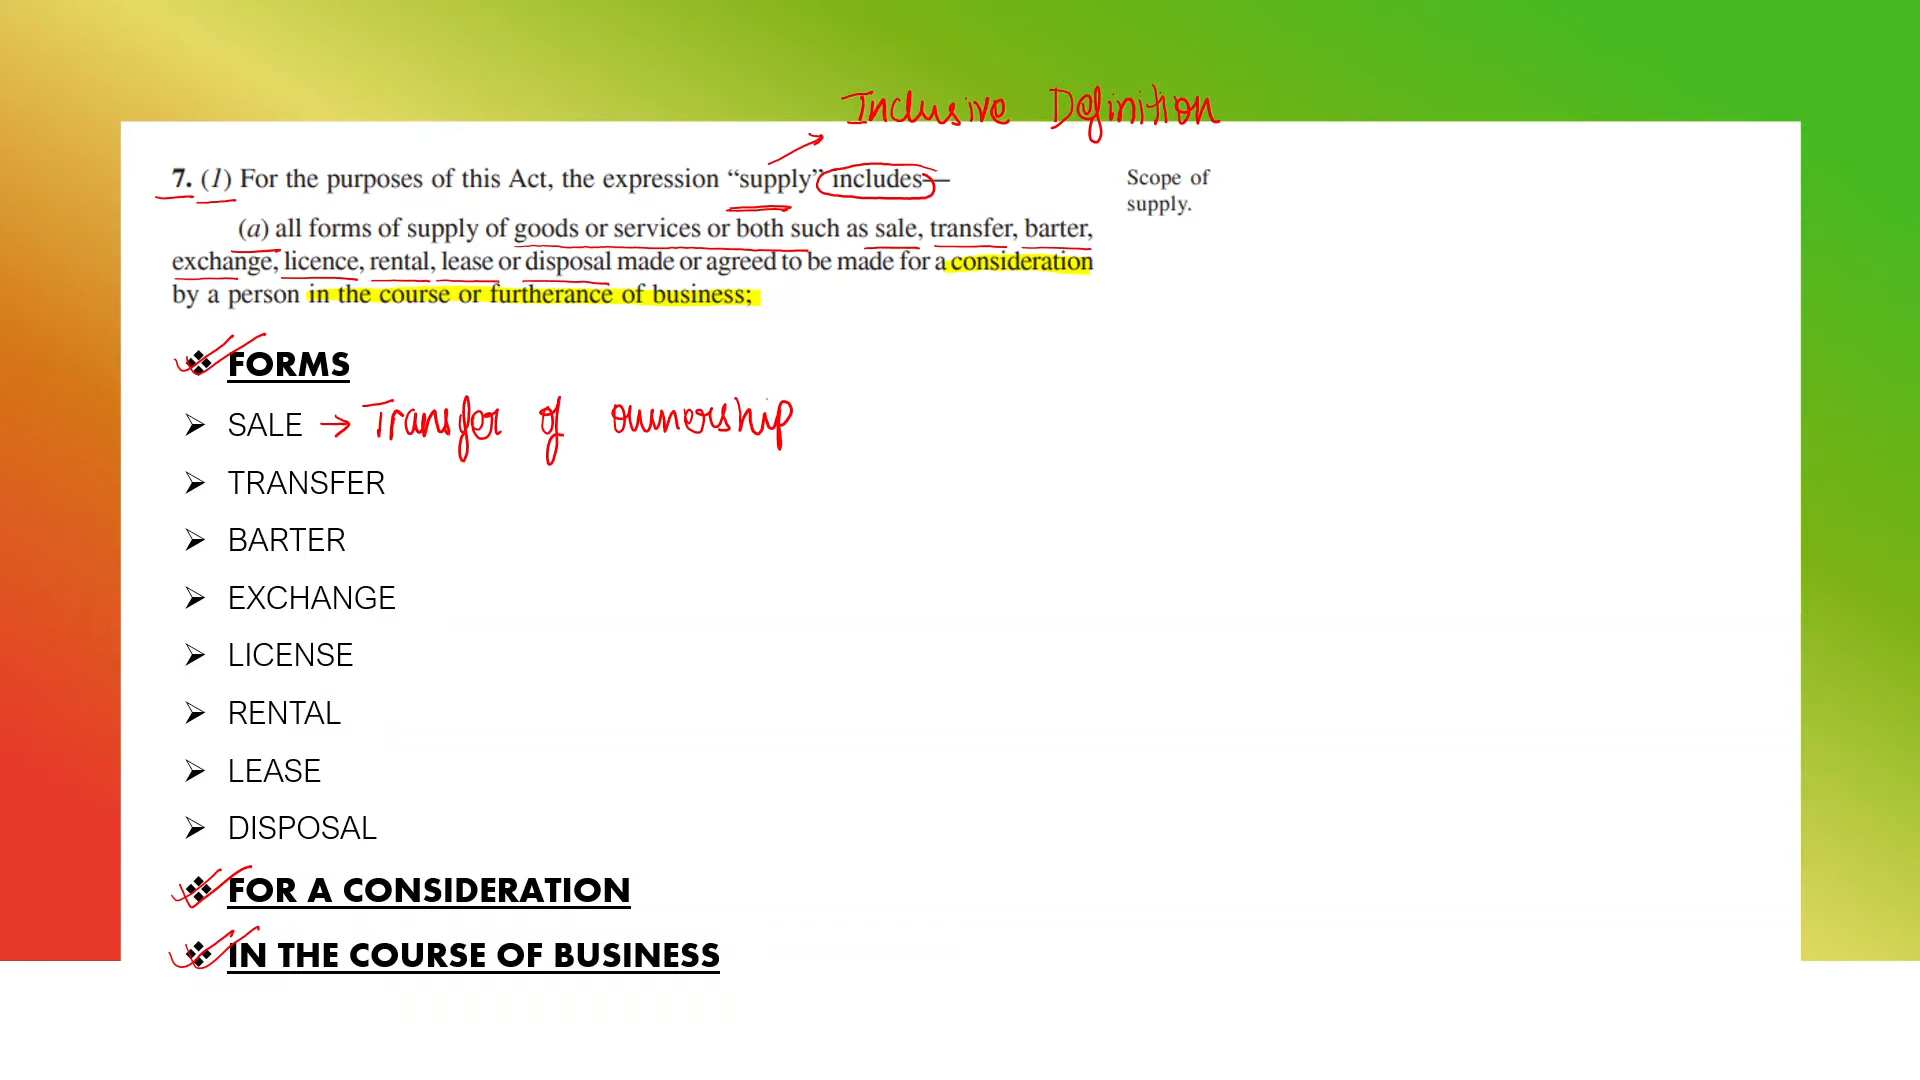 Inclusive Definition
7. (1) For the purposes of this Act, the expression “supply” includes—
Scope of
supply.
(a) all forms of supply of goods or services or both such as sale, transfer, barter,
exchange, licence, rental, lease or disposal made or agreed to be made for a consideration
by a person in the course or furtherance of business;
❖ FORMS
➢ SALE → Transfer of ownership
➢ TRANSFER
➢ BARTER
➢ EXCHANGE
➢ LICENSE
➢ RENTAL
➢ LEASE
➢ DISPOSAL
❖ FOR A CONSIDERATION
❖ IN THE COURSE OF BUSINESS